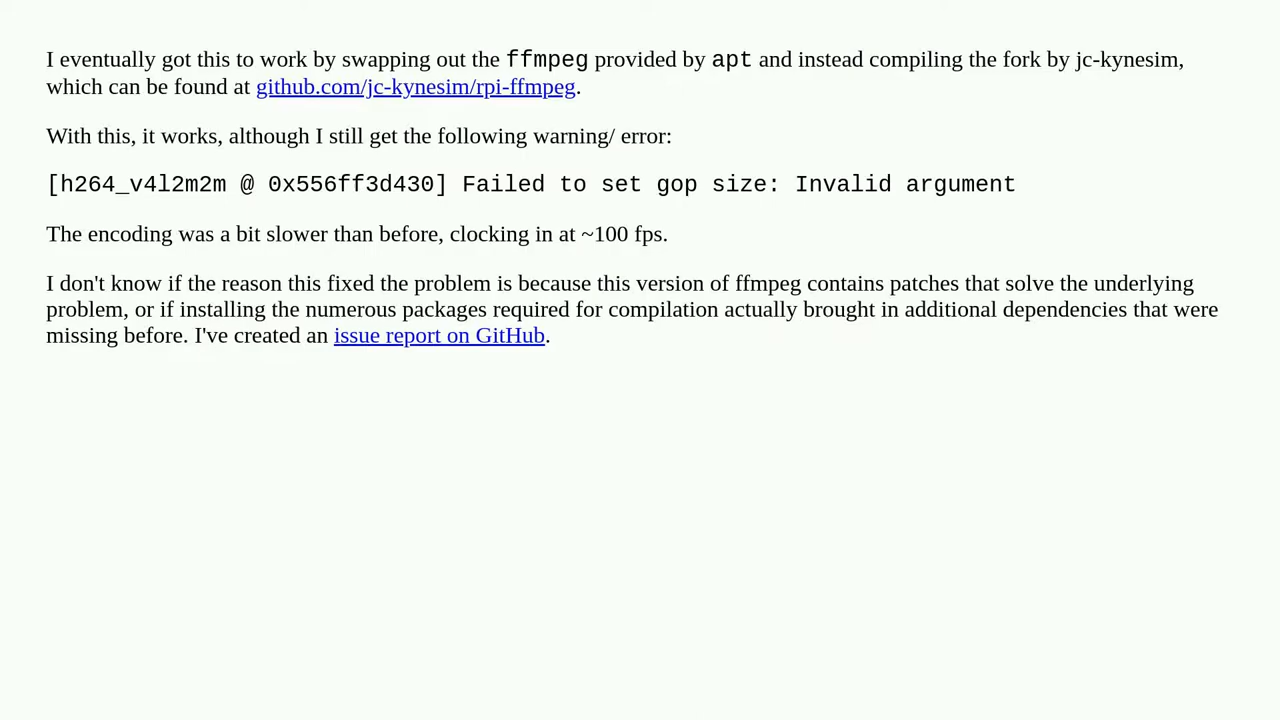 I eventually got this to work by swapping out the ffmpeg provided by apt and instead compiling the fork by jc-kynesim,
which can be found at github.com/jc-kynesim/rpi-ffmpeg.
With this, it works, although I still get the following warning/ error:
[h264_v4l2m2m @ 0x556ff3d430] Failed to set gop size: Invalid argument
The encoding was a bit slower than before, clocking in at ~100 fps.
I don't know if the reason this fixed the problem is because this version of ffmpeg contains patches that solve the underlying
problem, or if installing the numerous packages required for compilation actually brought in additional dependencies that were
missing before. I've created an issue report on GitHub.